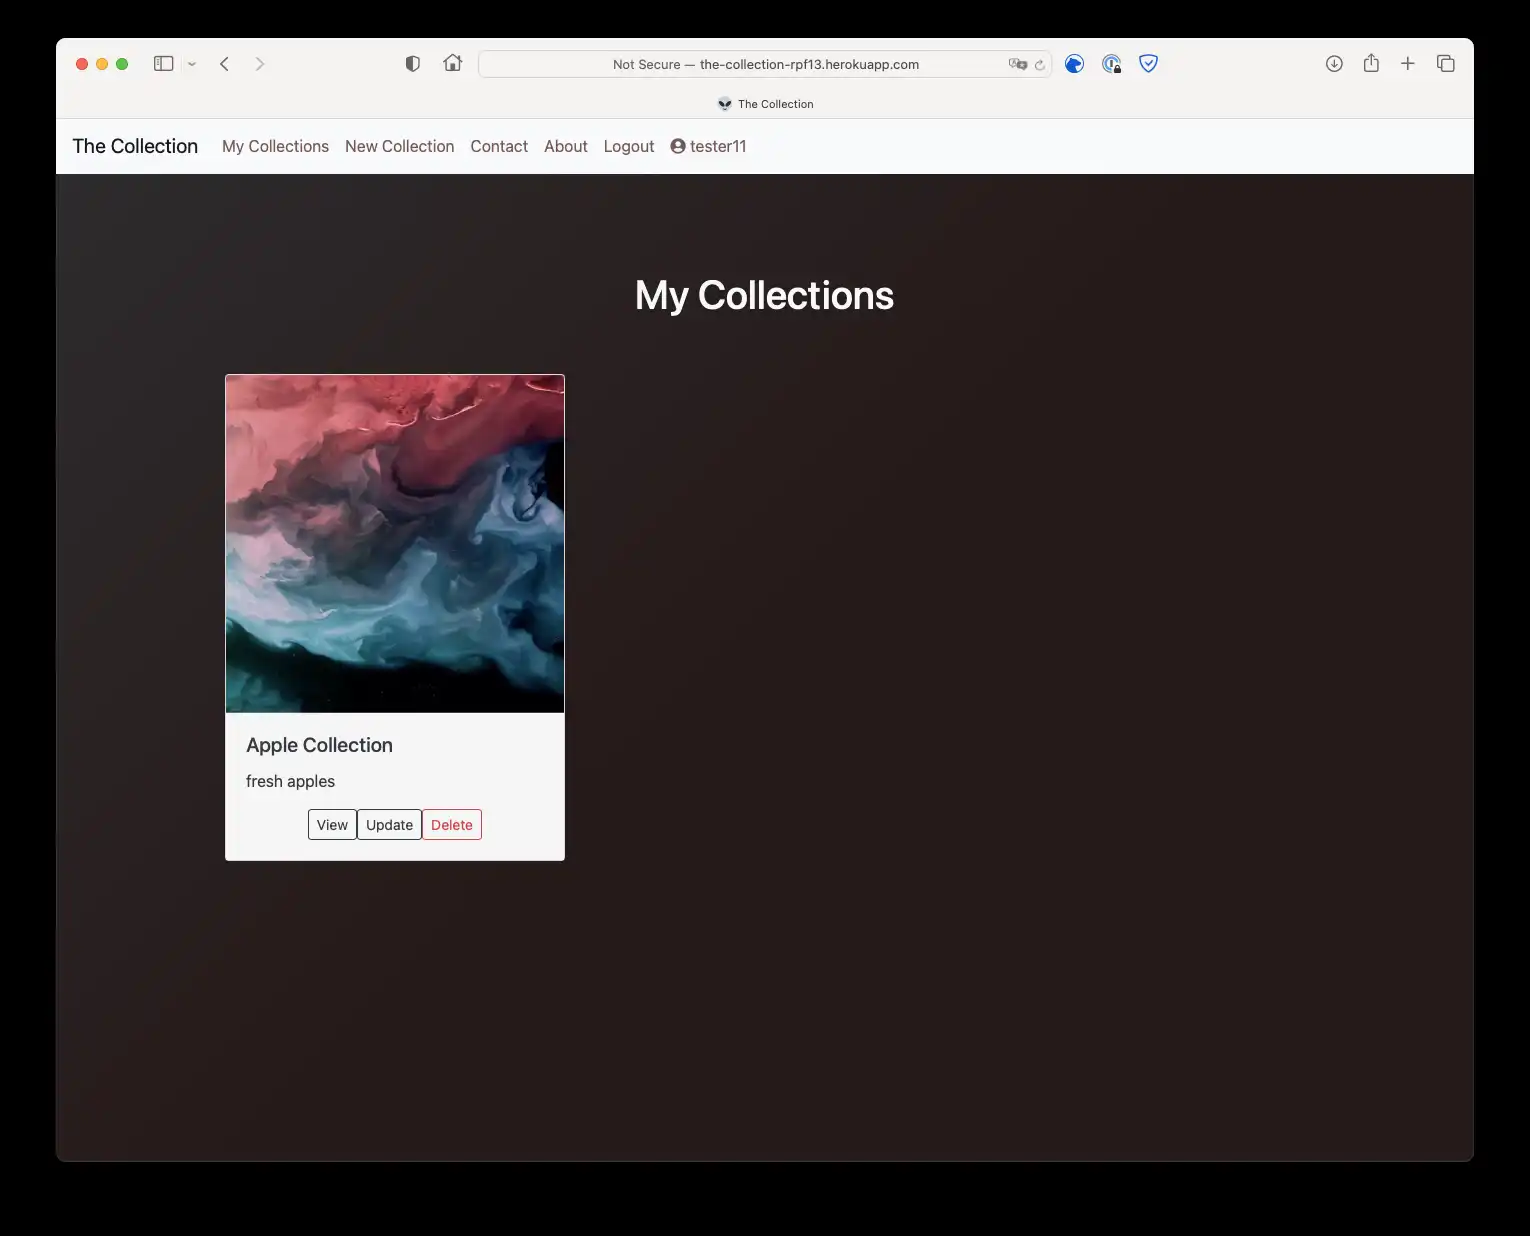 Not Secure — the-collection-rpf13.herokuapp.com
The Collection
The Collection My Collections New Collection Contact About Logout tester11
My Collections
Apple Collection
fresh apples
View Update Delete